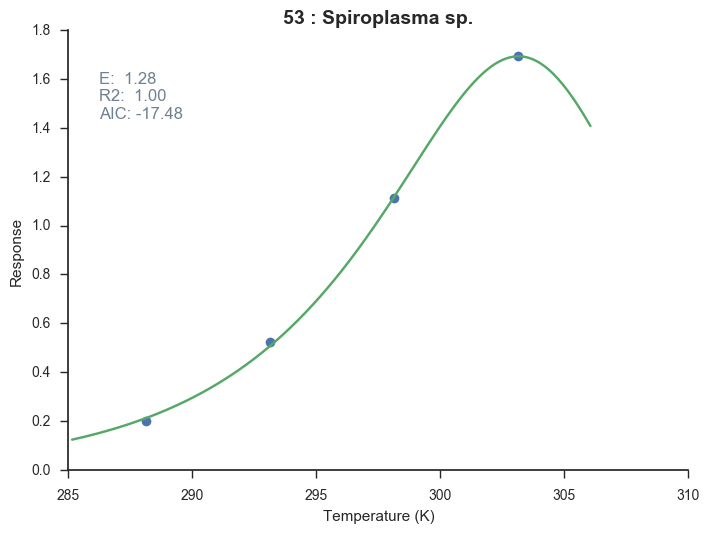 53 : Spiroplasma sp.
E:  1.28
R2:  1.00
AIC: -17.48
Response
1.8
1.6
1.4
1.2
1.0
0.8
0.6
0.4
0.2
0.0
285 290 295 300 305 310
Temperature (K)